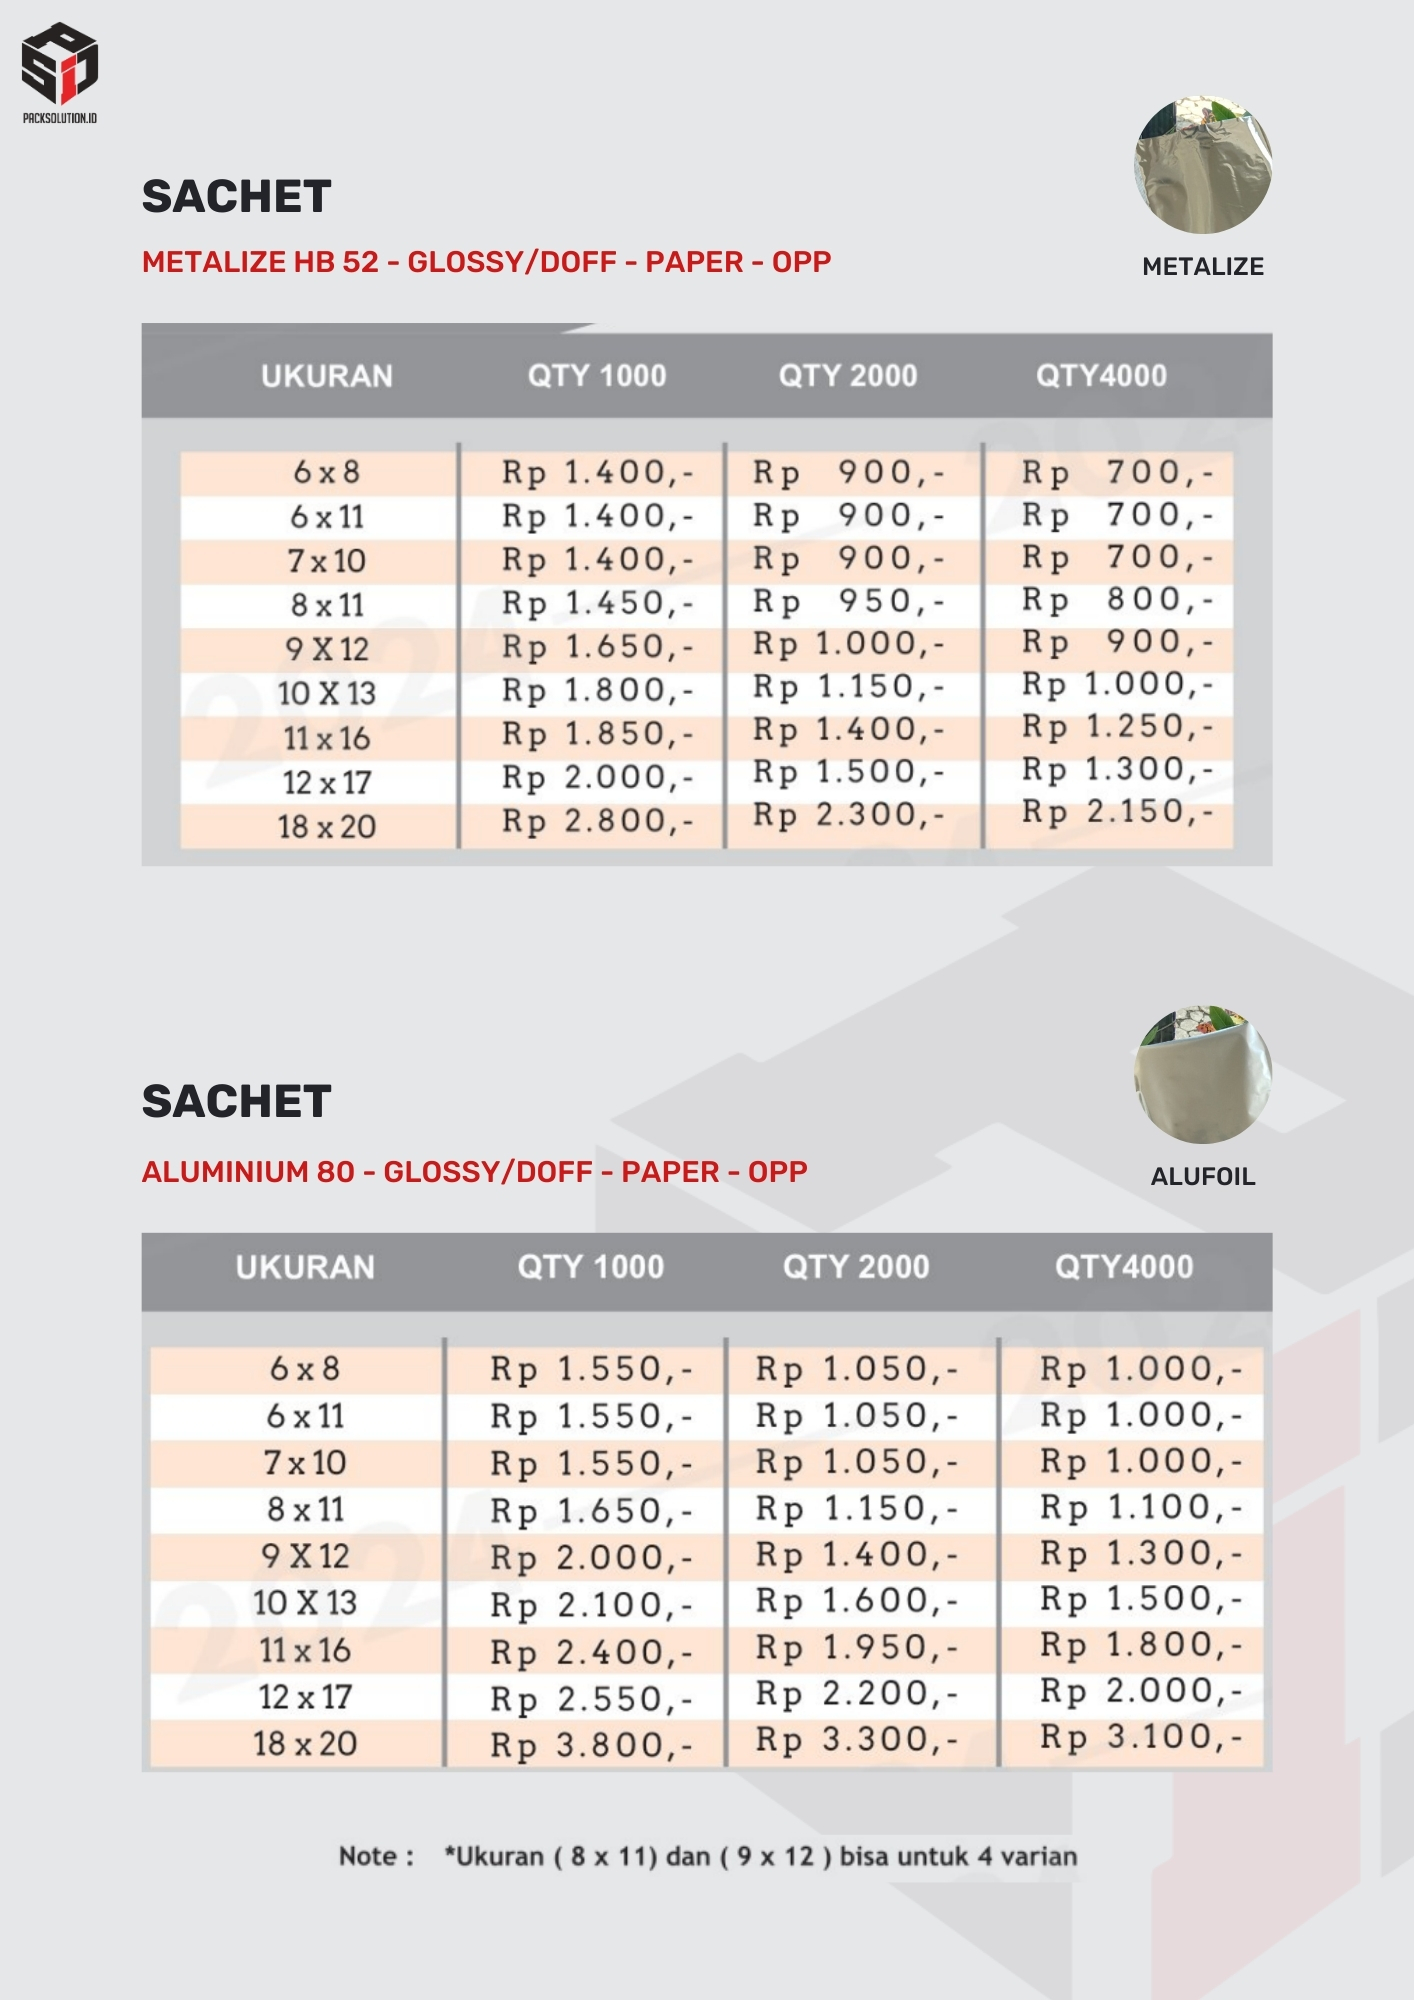 PACKSOLUTION.ID
SACHET
METALIZE HB 52 - GLOSSY/DOFF - PAPER - OPP
METALIZE
UKURAN QTY 1000 QTY 2000 QTY4000
6 x 8 Rp 1.400,- Rp 900,- Rp 700,-
6 x 11 Rp 1.400,- Rp 900,- Rp 700,-
7 x 10 Rp 1.400,- Rp 900,- Rp 700,-
8 x 11 Rp 1.450,- Rp 950,- Rp 800,-
9 X 12 Rp 1.650,- Rp 1.000,- Rp 900,-
10 X 13 Rp 1.800,- Rp 1.150,- Rp 1.000,-
11 x 16 Rp 1.850,- Rp 1.400,- Rp 1.250,-
12 x 17 Rp 2.000,- Rp 1.500,- Rp 1.300,-
18 x 20 Rp 2.800,- Rp 2.300,- Rp 2.150,-
SACHET
ALUMINIUM 80 - GLOSSY/DOFF - PAPER - OPP
ALUFOIL
UKURAN QTY 1000 QTY 2000 QTY4000
6 x 8 Rp 1.550,- Rp 1.050,- Rp 1.000,-
6 x 11 Rp 1.550,- Rp 1.050,- Rp 1.000,-
7 x 10 Rp 1.550,- Rp 1.050,- Rp 1.000,-
8 x 11 Rp 1.650,- Rp 1.150,- Rp 1.100,-
9 X 12 Rp 2.000,- Rp 1.400,- Rp 1.300,-
10 X 13 Rp 2.100,- Rp 1.600,- Rp 1.500,-
11 x 16 Rp 2.400,- Rp 1.950,- Rp 1.800,-
12 x 17 Rp 2.550,- Rp 2.200,- Rp 2.000,-
18 x 20 Rp 3.800,- Rp 3.300,- Rp 3.100,-
Note : *Ukuran ( 8 x 11) dan ( 9 x 12 ) bisa untuk 4 varian